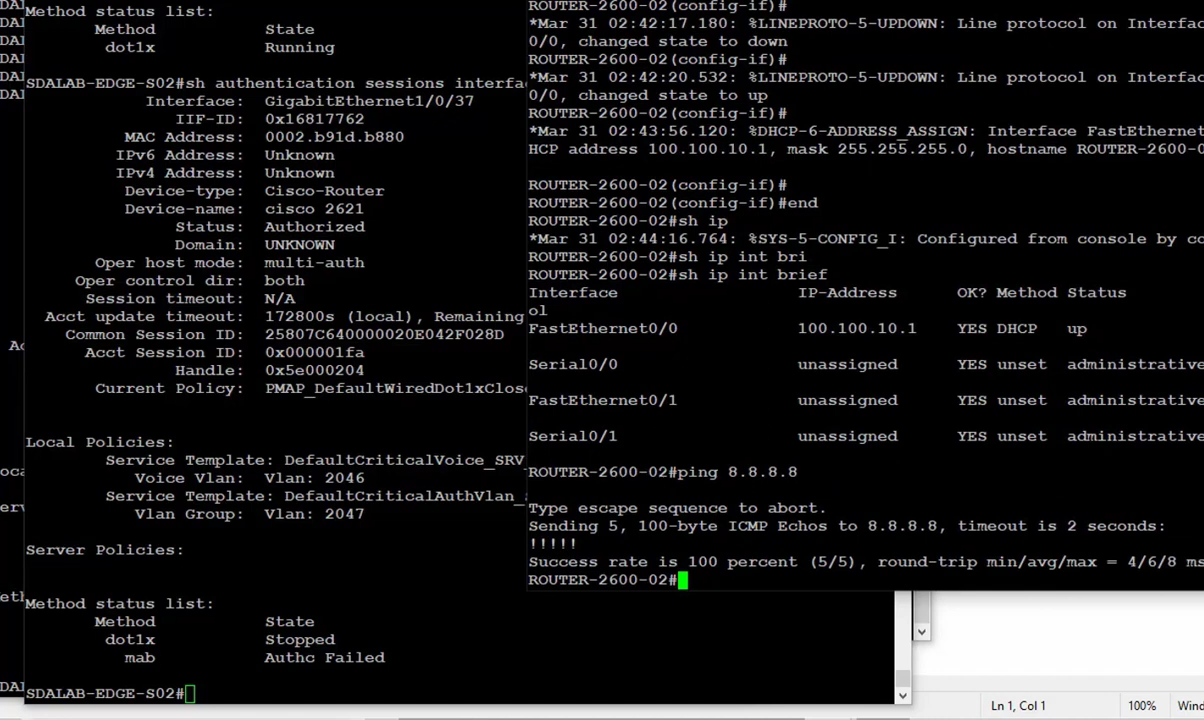 Method status list:
Method State
dot1x Running
SDALAB-EDGE-S02#sh authentication sessions interfa
Interface: GigabitEthernet1/0/37
IIF-ID: 0x16817762
MAC Address: 0002.b91d.b880
IPv6 Address: Unknown
IPv4 Address: Unknown
Device-type: Cisco-Router
Device-name: cisco 2621
Status: Authorized
Domain: UNKNOWN
Oper host mode: multi-auth
Oper control dir: both
Session timeout: N/A
Acct update timeout: 172800s (local), Remaining
Common Session ID: 25807C640000020E042F028D
Acct Session ID: 0x000001fa
Handle: 0x5e000204
Current Policy: PMAP_DefaultWiredDot1xClose
Local Policies:
Service Template: DefaultCriticalVoice_SRV
Voice Vlan: Vlan: 2046
Service Template: DefaultCriticalAuthVlan_
Vlan Group: Vlan: 2047
Server Policies:
Method status list:
Method State
dot1x Stopped
mab Authc Failed
SDALAB-EDGE-S02#
ROUTER-2600-02(config-if)#
*Mar 31 02:42:17.180: %LINEPROTO-5-UPDOWN: Line protocol on Interfac
0/0, changed state to down
ROUTER-2600-02(config-if)#
*Mar 31 02:42:20.532: %LINEPROTO-5-UPDOWN: Line protocol on Interfac
0/0, changed state to up
ROUTER-2600-02(config-if)#
*Mar 31 02:43:56.120: %DHCP-6-ADDRESS_ASSIGN: Interface FastEthernet
HCP address 100.100.10.1, mask 255.255.255.0, hostname ROUTER-2600-0
ROUTER-2600-02(config-if)#
ROUTER-2600-02(config-if)#end
ROUTER-2600-02#sh ip
*Mar 31 02:44:16.764: %SYS-5-CONFIG_I: Configured from console by co
ROUTER-2600-02#sh ip int bri
ROUTER-2600-02#sh ip int brief
Interface IP-Address OK? Method Status
ol
FastEthernet0/0 100.100.10.1 YES DHCP up
Serial0/0 unassigned YES unset administrative
FastEthernet0/1 unassigned YES unset administrative
Serial0/1 unassigned YES unset administrative
ROUTER-2600-02#ping 8.8.8.8
Type escape sequence to abort.
Sending 5, 100-byte ICMP Echos to 8.8.8.8, timeout is 2 seconds:
!!!!!
Success rate is 100 percent (5/5), round-trip min/avg/max = 4/6/8 ms
ROUTER-2600-02#
Ln 1, Col 1 100% Wind